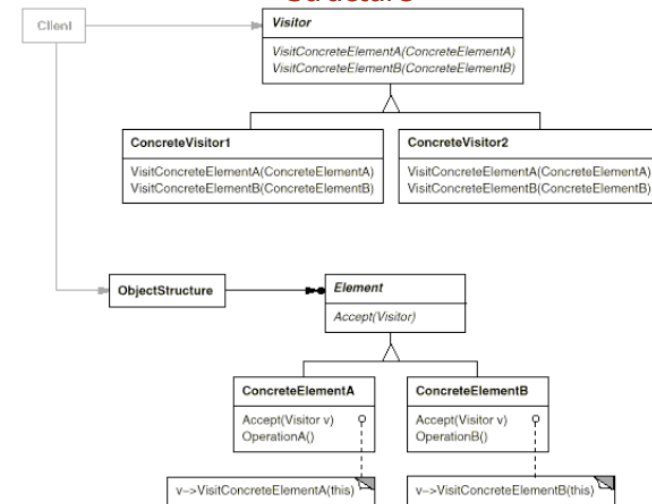 Structure
Client
Visitor
VisitConcreteElementA(ConcreteElementA)
VisitConcreteElementB(ConcreteElementB)
ConcreteVisitor1
VisitConcreteElementA(ConcreteElementA)
VisitConcreteElementB(ConcreteElementB)
ConcreteVisitor2
VisitConcreteElementA(ConcreteElementA)
VisitConcreteElementB(ConcreteElementB)
ObjectStructure
Element
Accept(Visitor)
ConcreteElementA
Accept(Visitor v)
OperationA()
ConcreteElementB
Accept(Visitor v)
OperationB()
v–>VisitConcreteElementA(this)
v–>VisitConcreteElementB(this)